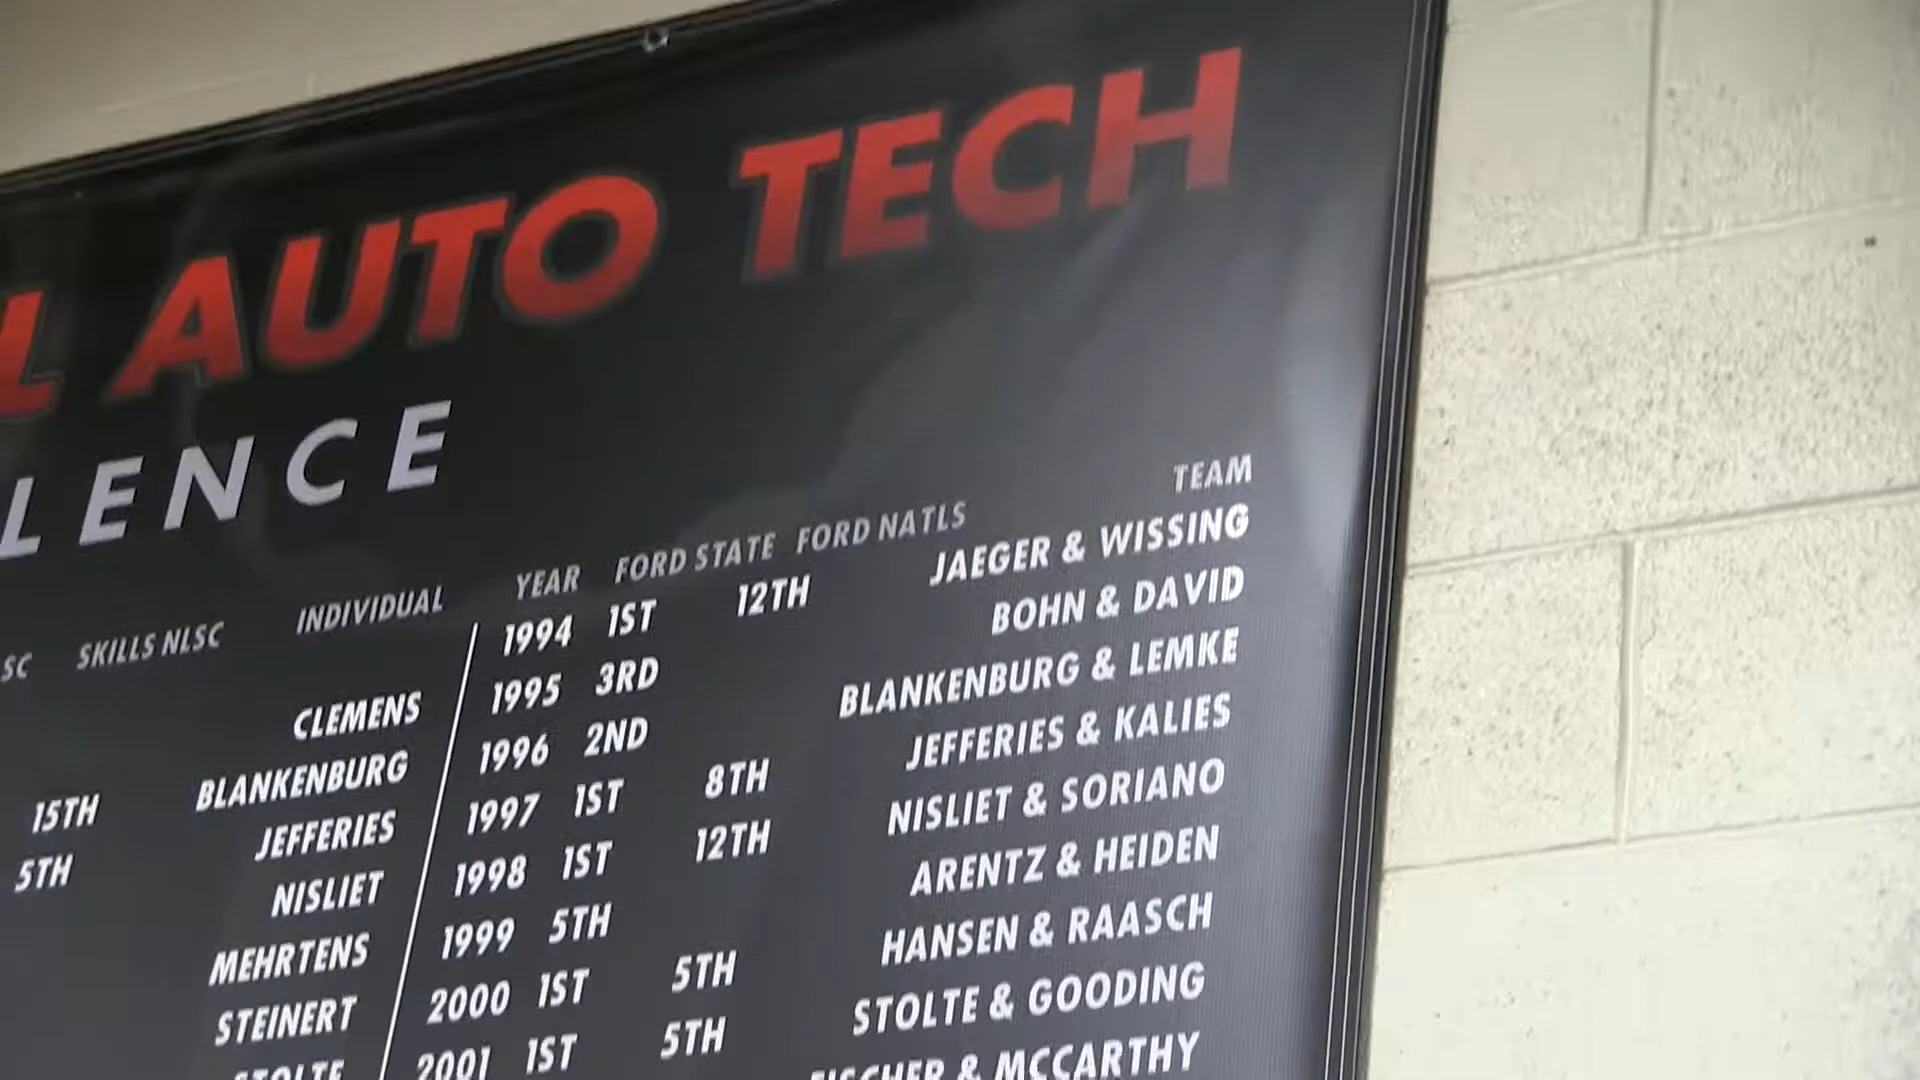 L AUTO TECH
LENCE
SC SKILLS NLSC INDIVIDUAL YEAR FORD STATE FORD NATLS TEAM
1994 1ST 12TH JAEGER & WISSING
CLEMENS 1995 3RD BOHN & DAVID
15TH BLANKENBURG 1996 2ND BLANKENBURG & LEMKE
5TH JEFFERIES 1997 1ST 8TH JEFFERIES & KALIES
NISLIET 1998 1ST 12TH NISLIET & SORIANO
MEHRTENS 1999 5TH ARENTZ & HEIDEN
STEINERT 2000 1ST 5TH HANSEN & RAASCH
STOLTE 2001 1ST 5TH STOLTE & GOODING
FISCHER & MCCARTHY